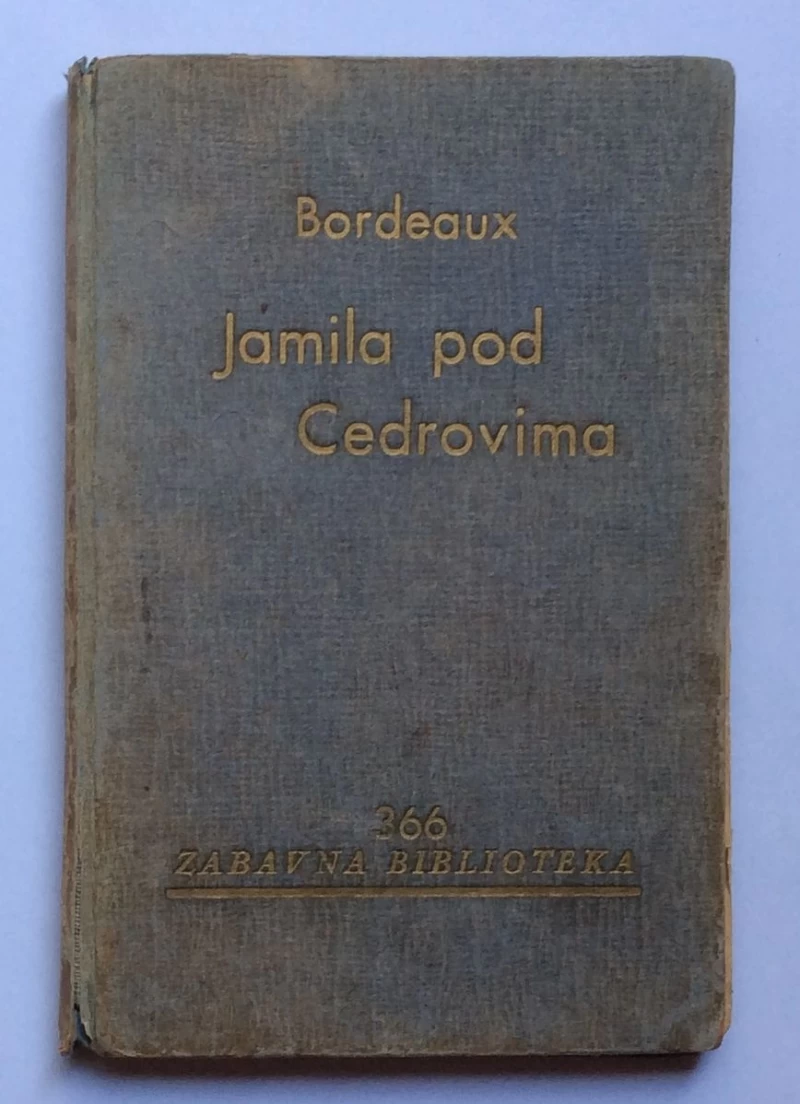 Bordeaux
Jamila pod
Cedrovima
366
ZABAVNA BIBLIOTEKA